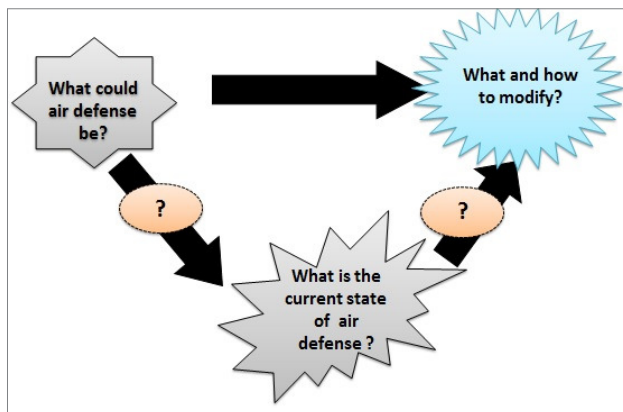 What could
air defense
be?
What and how
to modify?
?
?
What is the
current state
of air
defense ?